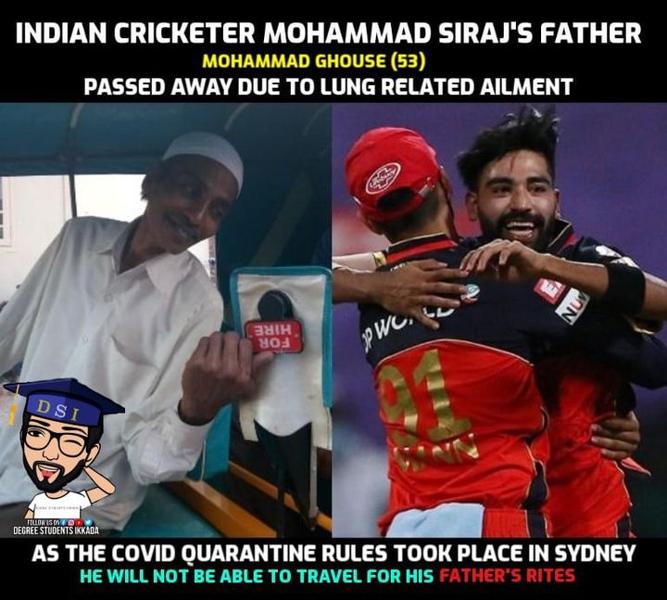 INDIAN CRICKETER MOHAMMAD SIRAJ'S FATHER
MOHAMMAD GHOUSE (53)
PASSED AWAY DUE TO LUNG RELATED AILMENT
FOR
HIRE
91
DSI
FOLLOW US ON
DEGREE STUDENTS IKKADA
AS THE COVID QUARANTINE RULES TOOK PLACE IN SYDNEY
HE WILL NOT BE ABLE TO TRAVEL FOR HIS FATHER'S RITES